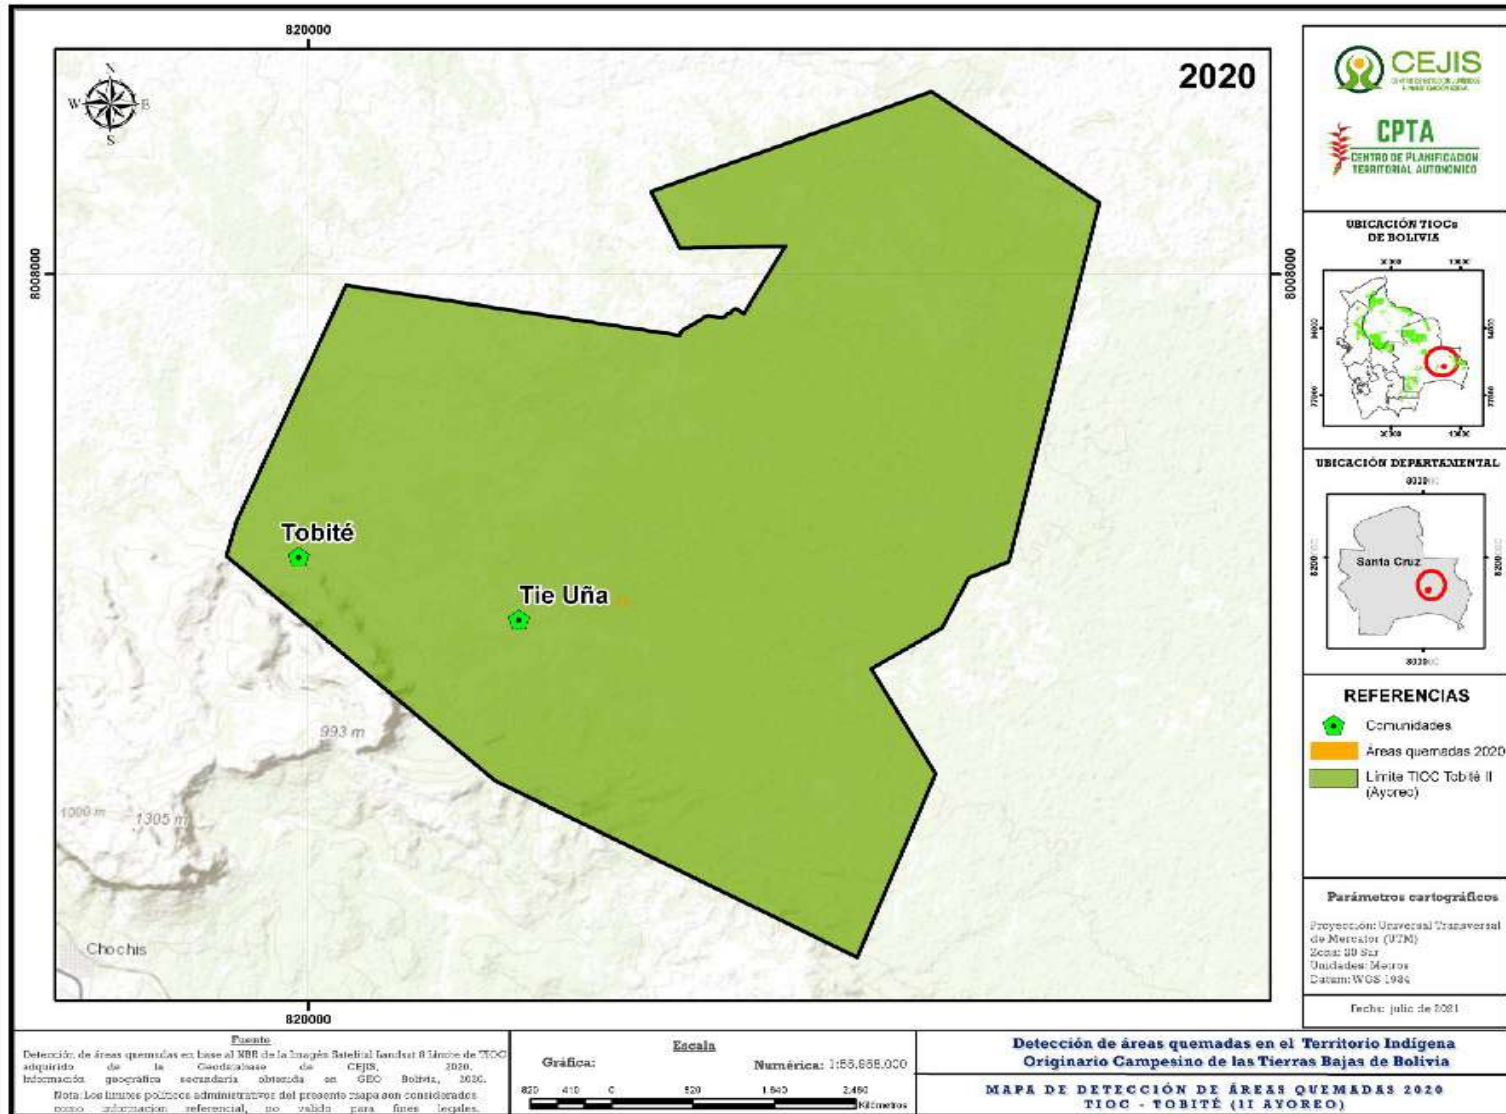 820000
2020
N
W E
S
8008000
8008000
Tobité
Tie Uña
993 m
1000 m
1305 m
Chochis
820000
CEJIS
CPTA
CENTRO DE PLANIFICACIÓN
TERRITORIAL AUTONÓMICO
UBICACIÓN TIOCs
DE BOLIVIA
UBICACIÓN DEPARTAMENTAL
Santa Cruz
REFERENCIAS
Comunidades
Áreas quemadas 2020
Límite TIOC Tobité II
(Ayoreo)
Parámetros cartográficos
Proyección: Universal Transversal
de Mercator (UTM)
Zona: 20 Sur
Unidades: Metros
Datum: WGS 1984
Fecha: julio de 2021
Fuente
Detección de áreas quemadas en base al NBR de la Imagén Satelital Landsat 8 Límite de TIOC
adquirido de la Geodatabase de CEJIS, 2020.
Información geográfica secundaria obtenida en GEO Bolivia, 2020.
Nota: Los límites políticos administrativos del presente mapa son considerados
como información referencial, no valido para fines legales.
Escala
Gráfica: Numérica:
820 410 0 820 1.640 2.460
Kilómetros
Detección de áreas quemadas en el Territorio Indígena
Originario Campesino de las Tierras Bajas de Bolivia
MAPA DE DETECCIÓN DE ÁREAS QUEMADAS 2020
TIOC - TOBITÉ (II AYOREO)